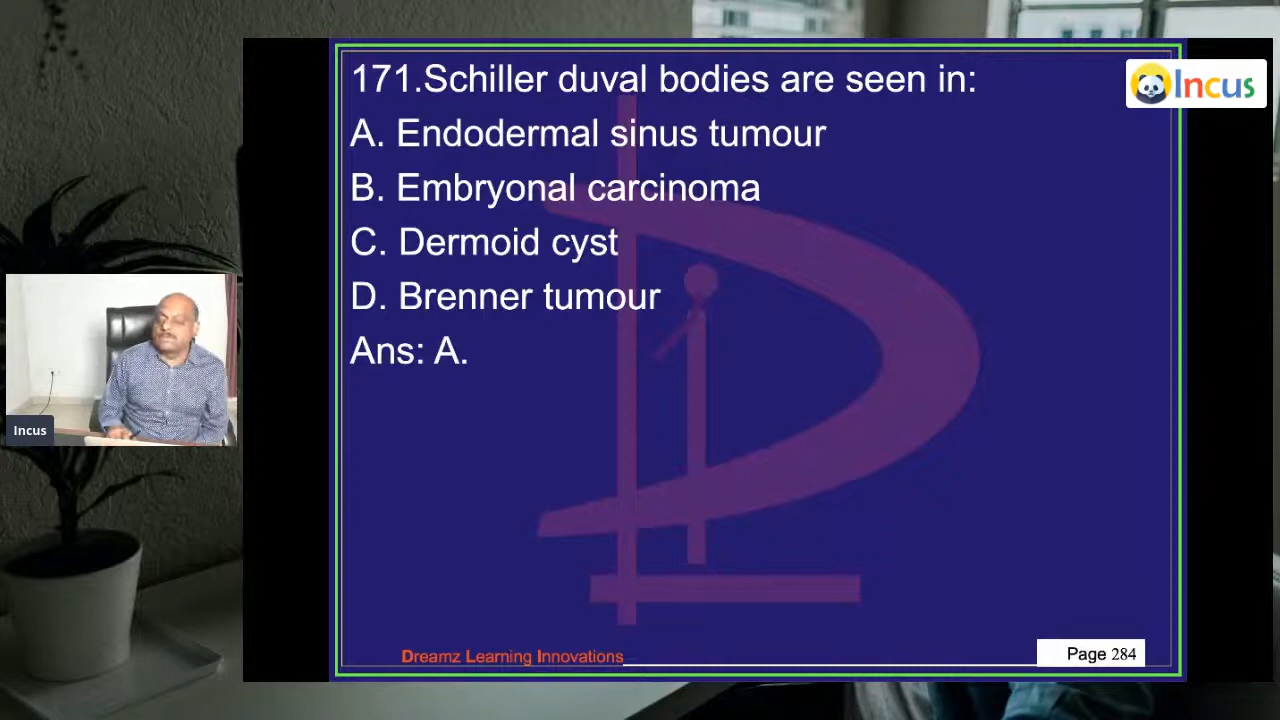 171.Schiller duval bodies are seen in:
A. Endodermal sinus tumour
B. Embryonal carcinoma
C. Dermoid cyst
D. Brenner tumour
Ans: A.
Incus
Incus
Dreamz Learning Innovations
Page 284